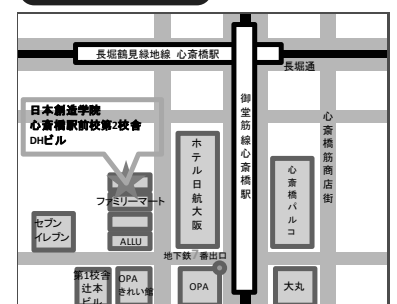 長堀鶴見緑地線 心斎橋駅
長堀通
日本創造学院
心斎橋駅前校第2校舎
DHビル
御堂筋線心斎橋駅
心斎橋筋商店街
ホテル日航大阪
心斎橋パルコ
ファミリーマート
セブン
イレブン
ALLU
地下鉄7番出口
第1校舎
辻本
ビル
OPA
きれい館
OPA
大丸